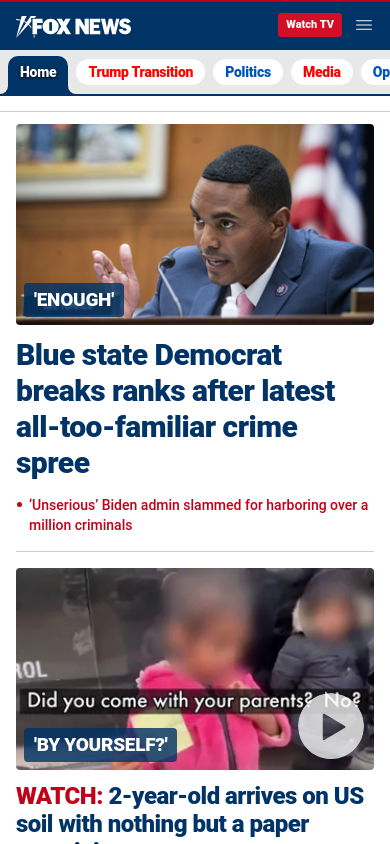 FOX NEWS
Watch TV
Home
Trump Transition
Politics
Media
Op
'ENOUGH'
Blue state Democrat
breaks ranks after latest
all-too-familiar crime
spree
• ‘Unserious’ Biden admin slammed for harboring over a
million criminals
ROL
Did you come with your parents? No?
'BY YOURSELF?'
WATCH: 2-year-old arrives on US
soil with nothing but a paper